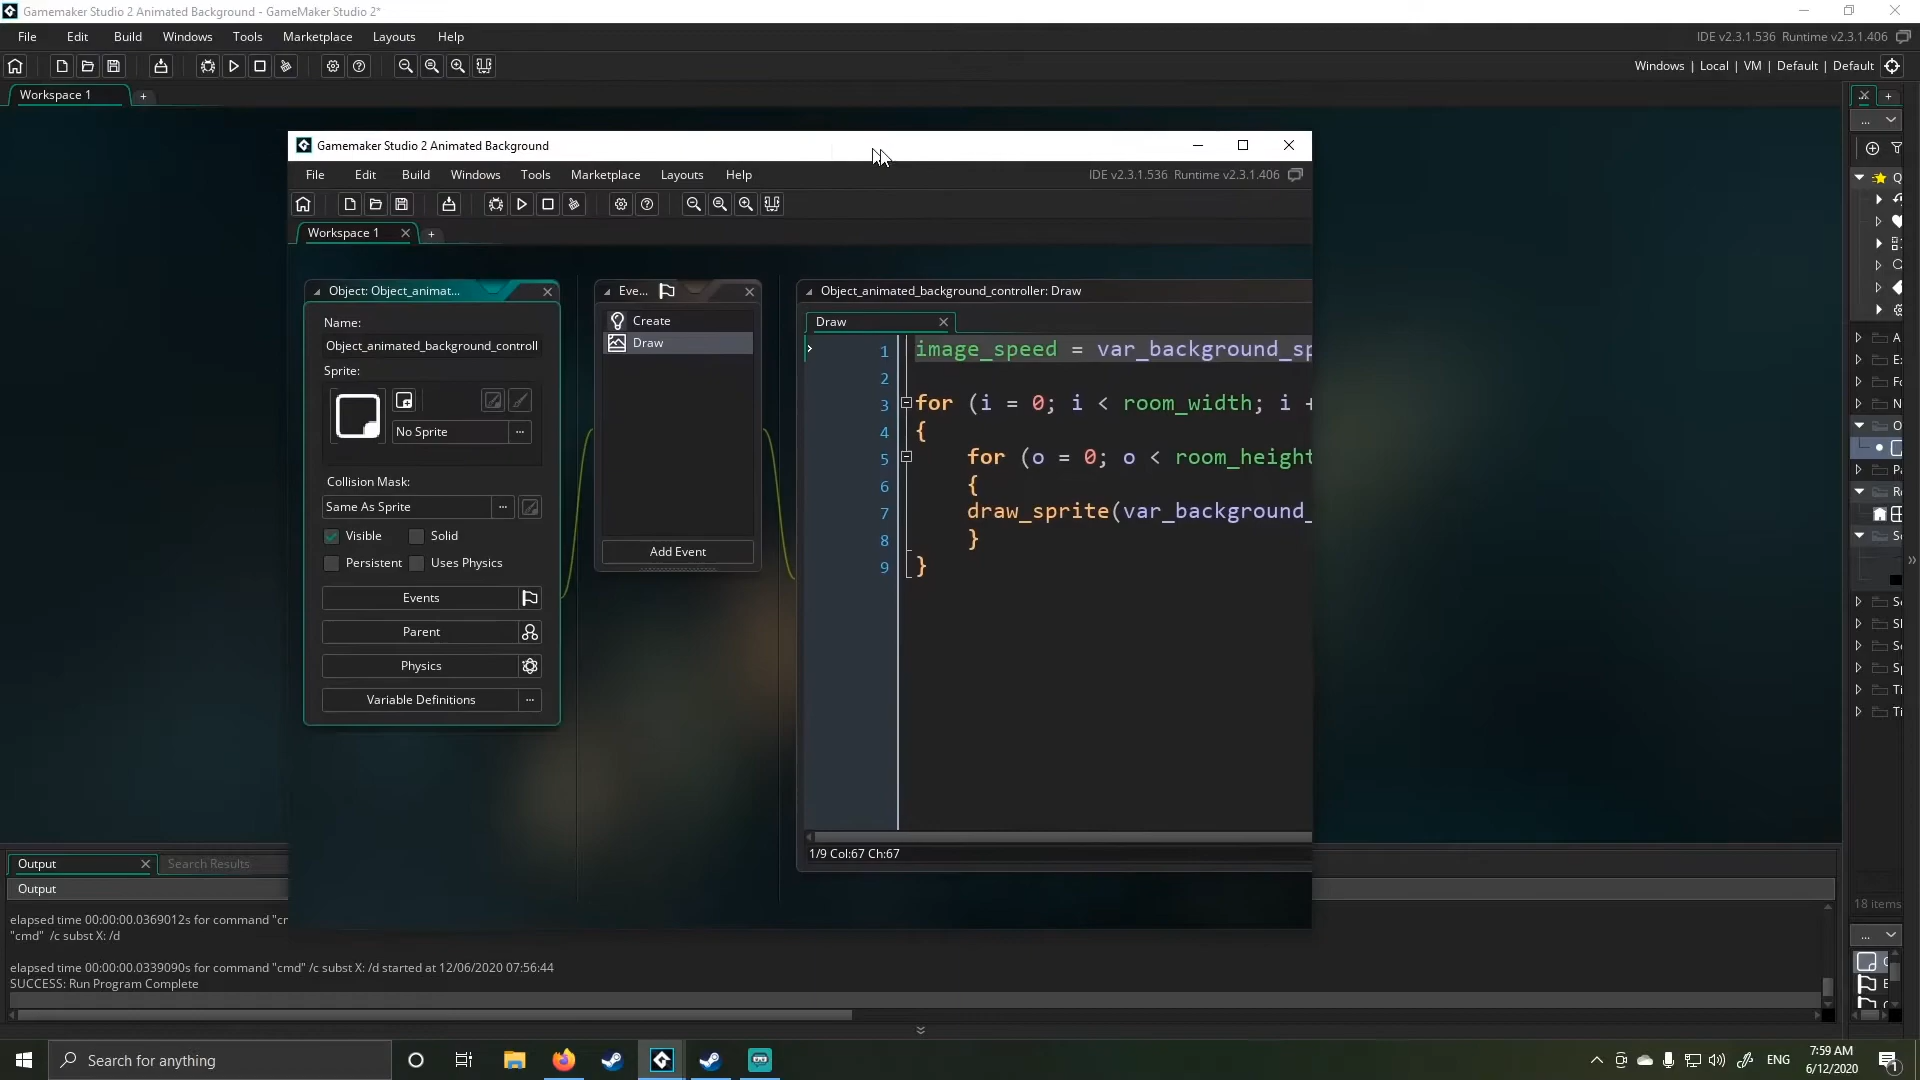 Gamemaker Studio 2 Animated Background - GameMaker Studio 2*
File Edit Build Windows Tools Marketplace Layouts Help
IDE v2.3.1.536 Runtime v2.3.1.406
Windows | Local | VM | Default | Default
Workspace 1
Gamemaker Studio 2 Animated Background
File Edit Build Windows Tools Marketplace Layouts Help
IDE v2.3.1.536 Runtime v2.3.1.406
Workspace 1
Object: Object_animat...
Name:
Object_animated_background_controll
Sprite:
No Sprite
Collision Mask:
Same As Sprite
Visible
Solid
Persistent
Uses Physics
Events
Parent
Physics
Variable Definitions
Eve...
Create
Draw
Add Event
Object_animated_background_controller: Draw
Draw
1 image_speed = var_background_sp
2
3 for (i = 0; i < room_width; i +
4 {
5 for (o = 0; o < room_height
6 {
7 draw_sprite(var_background_
8 }
9 }
1/9 Col:67 Ch:67
Output
Search Results
Output
elapsed time 00:00:00.0369012s for command "cm
"cmd" /c subst X: /d
elapsed time 00:00:00.0339090s for command "cmd" /c subst X: /d started at 12/06/2020 07:56:44
SUCCESS: Run Program Complete
18 items
Search for anything
ENG
7:59 AM
6/12/2020